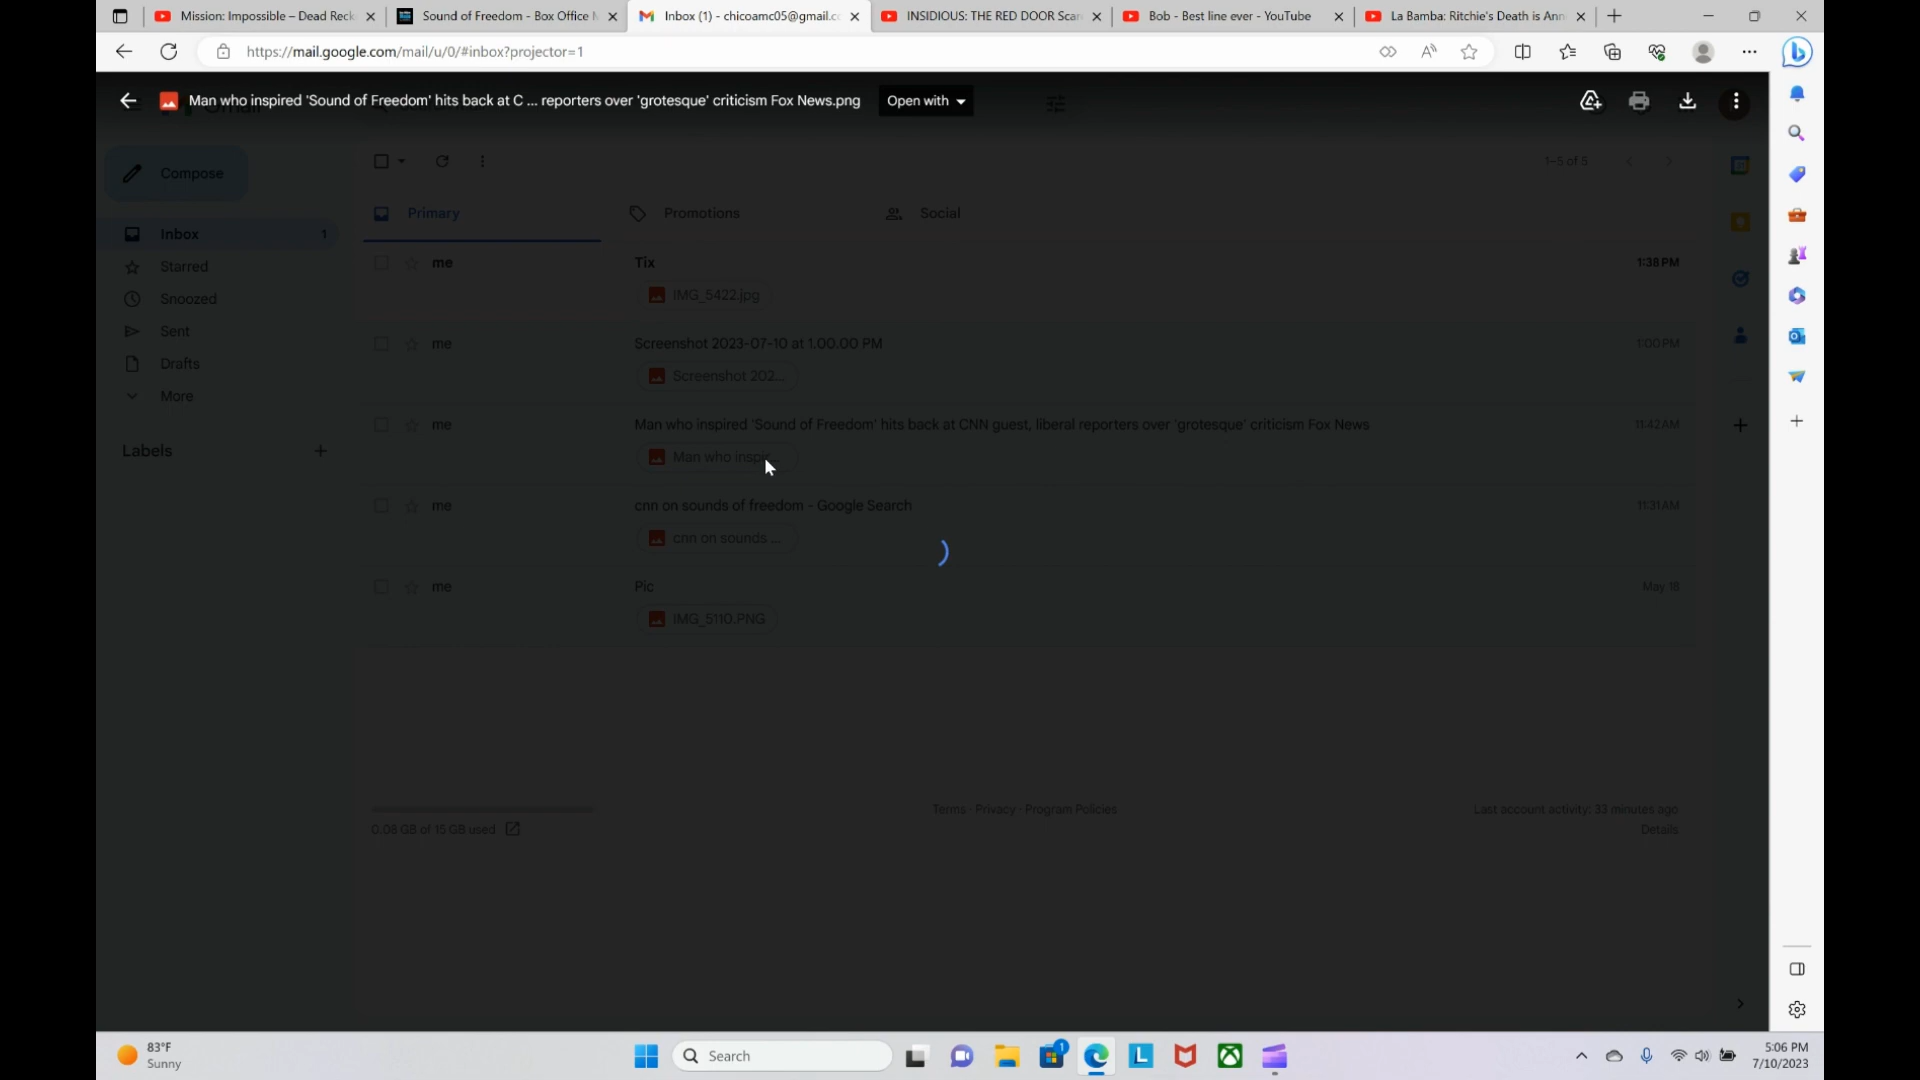 Mission: Impossible – Dead Reck
Sound of Freedom - Box Office
Inbox (1) - chicoamc05@gmail.c
INSIDIOUS: THE RED DOOR Scar
Bob - Best line ever - YouTube
La Bamba: Ritchie's Death is Ann
https://mail.google.com/mail/u/0/#inbox?projector=1
Man who inspired 'Sound of Freedom' hits back at C ... reporters over 'grotesque' criticism Fox News.png
Open with
Compose
1–5 of 5
Primary
Promotions
Social
Inbox 1
Starred
Snoozed
Sent
Drafts
More
Labels
me Tix 1:38 PM
IMG_5422.jpg
me Screenshot 2023-07-10 at 1.00.00 PM 1:00 PM
Screenshot 202...
me Man who inspired 'Sound of Freedom' hits back at CNN guest, liberal reporters over 'grotesque' criticism Fox News 11:42 AM
Man who inspir...
me cnn on sounds of freedom - Google Search 11:31 AM
cnn on sounds ...
me Pic May 18
IMG_5110.PNG
Terms · Privacy · Program Policies
Last account activity: 33 minutes ago
0.08 GB of 15 GB used
Details
83°F
Sunny
Search
1
5:06 PM
7/10/2023